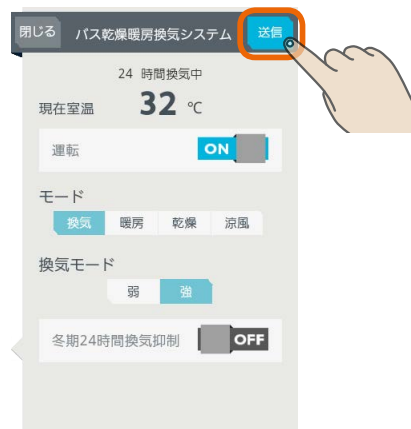 閉じる バス乾燥暖房換気システム 送信
24 時間換気中
現在室温 32 ℃
運転 ON
モード
換気 暖房 乾燥 涼風
換気モード
弱 強
冬期24時間換気抑制 OFF